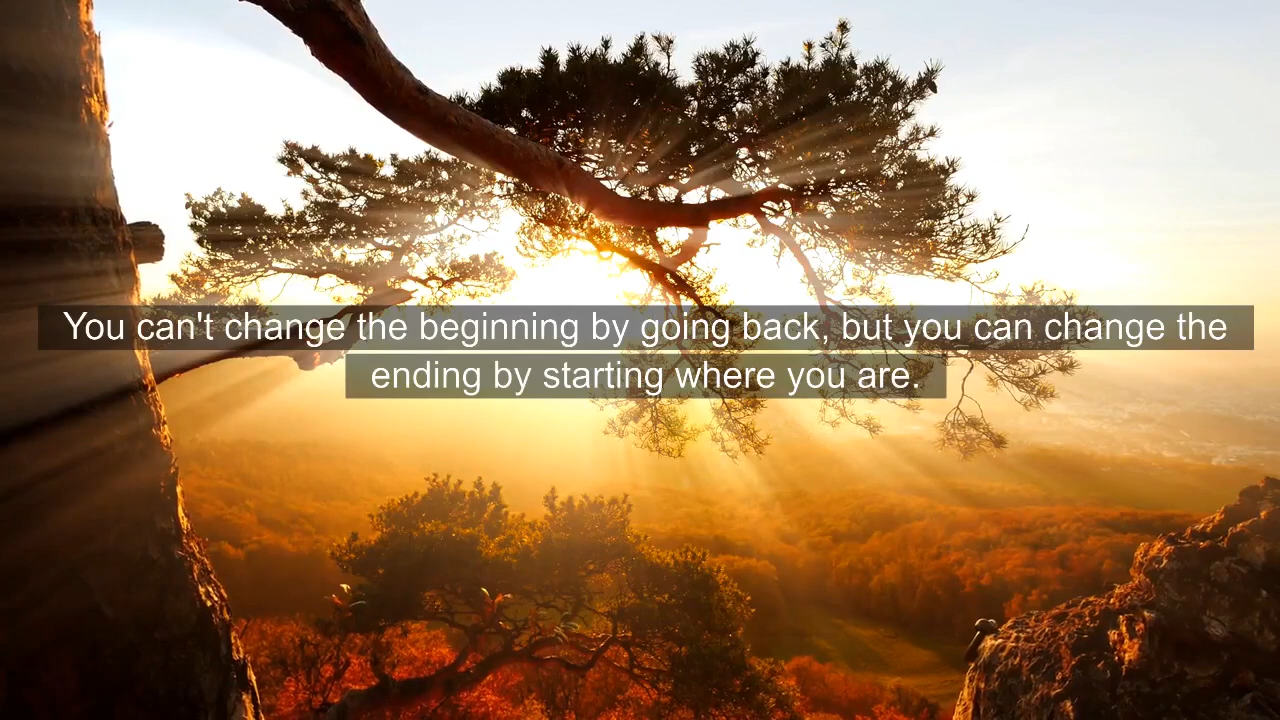 You can't change the beginning by going back, but you can change the
ending by starting where you are.